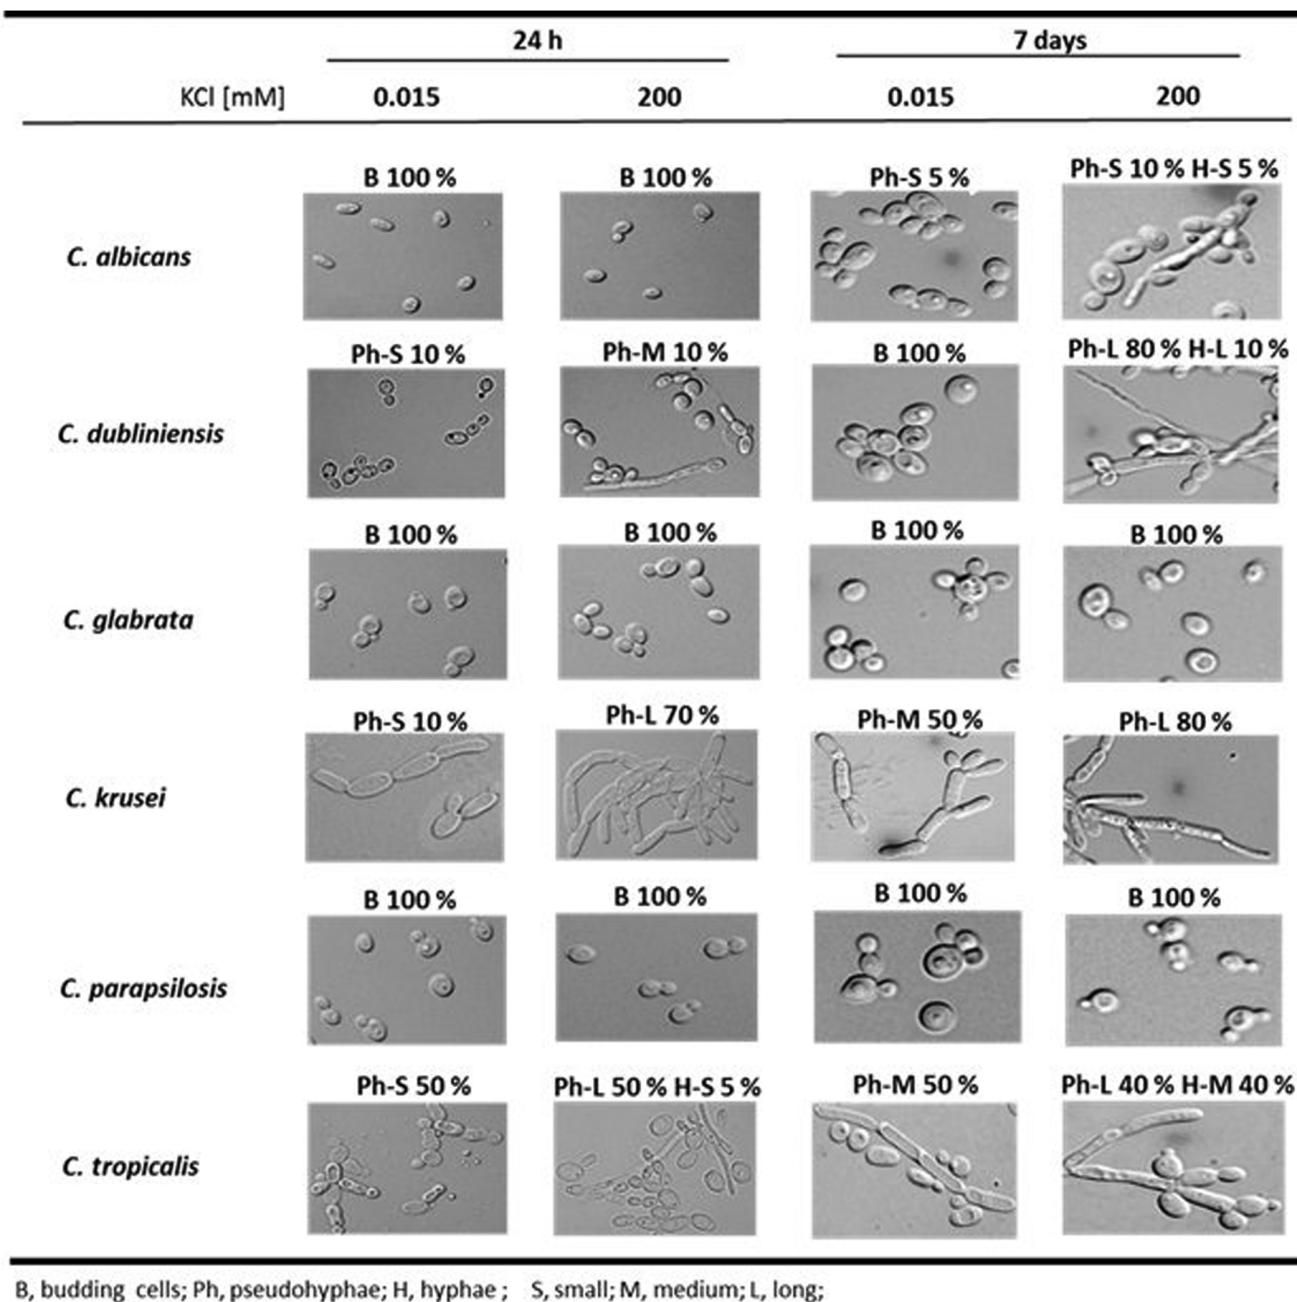 24 h 7 days
KCl [mM] 0.015 200 0.015 200
B 100 % B 100 % Ph-S 5 % Ph-S 10 % H-S 5 %
C. albicans
Ph-S 10 % Ph-M 10 % B 100 % Ph-L 80 % H-L 10 %
C. dubliniensis
B 100 % B 100 % B 100 % B 100 %
C. glabrata
Ph-S 10 % Ph-L 70 % Ph-M 50 % Ph-L 80 %
C. krusei
B 100 % B 100 % B 100 % B 100 %
C. parapsilosis
Ph-S 50 % Ph-L 50 % H-S 5 % Ph-M 50 % Ph-L 40 % H-M 40 %
C. tropicalis
B, budding cells; Ph, pseudohyphae; H, hyphae ; S, small; M, medium; L, long;